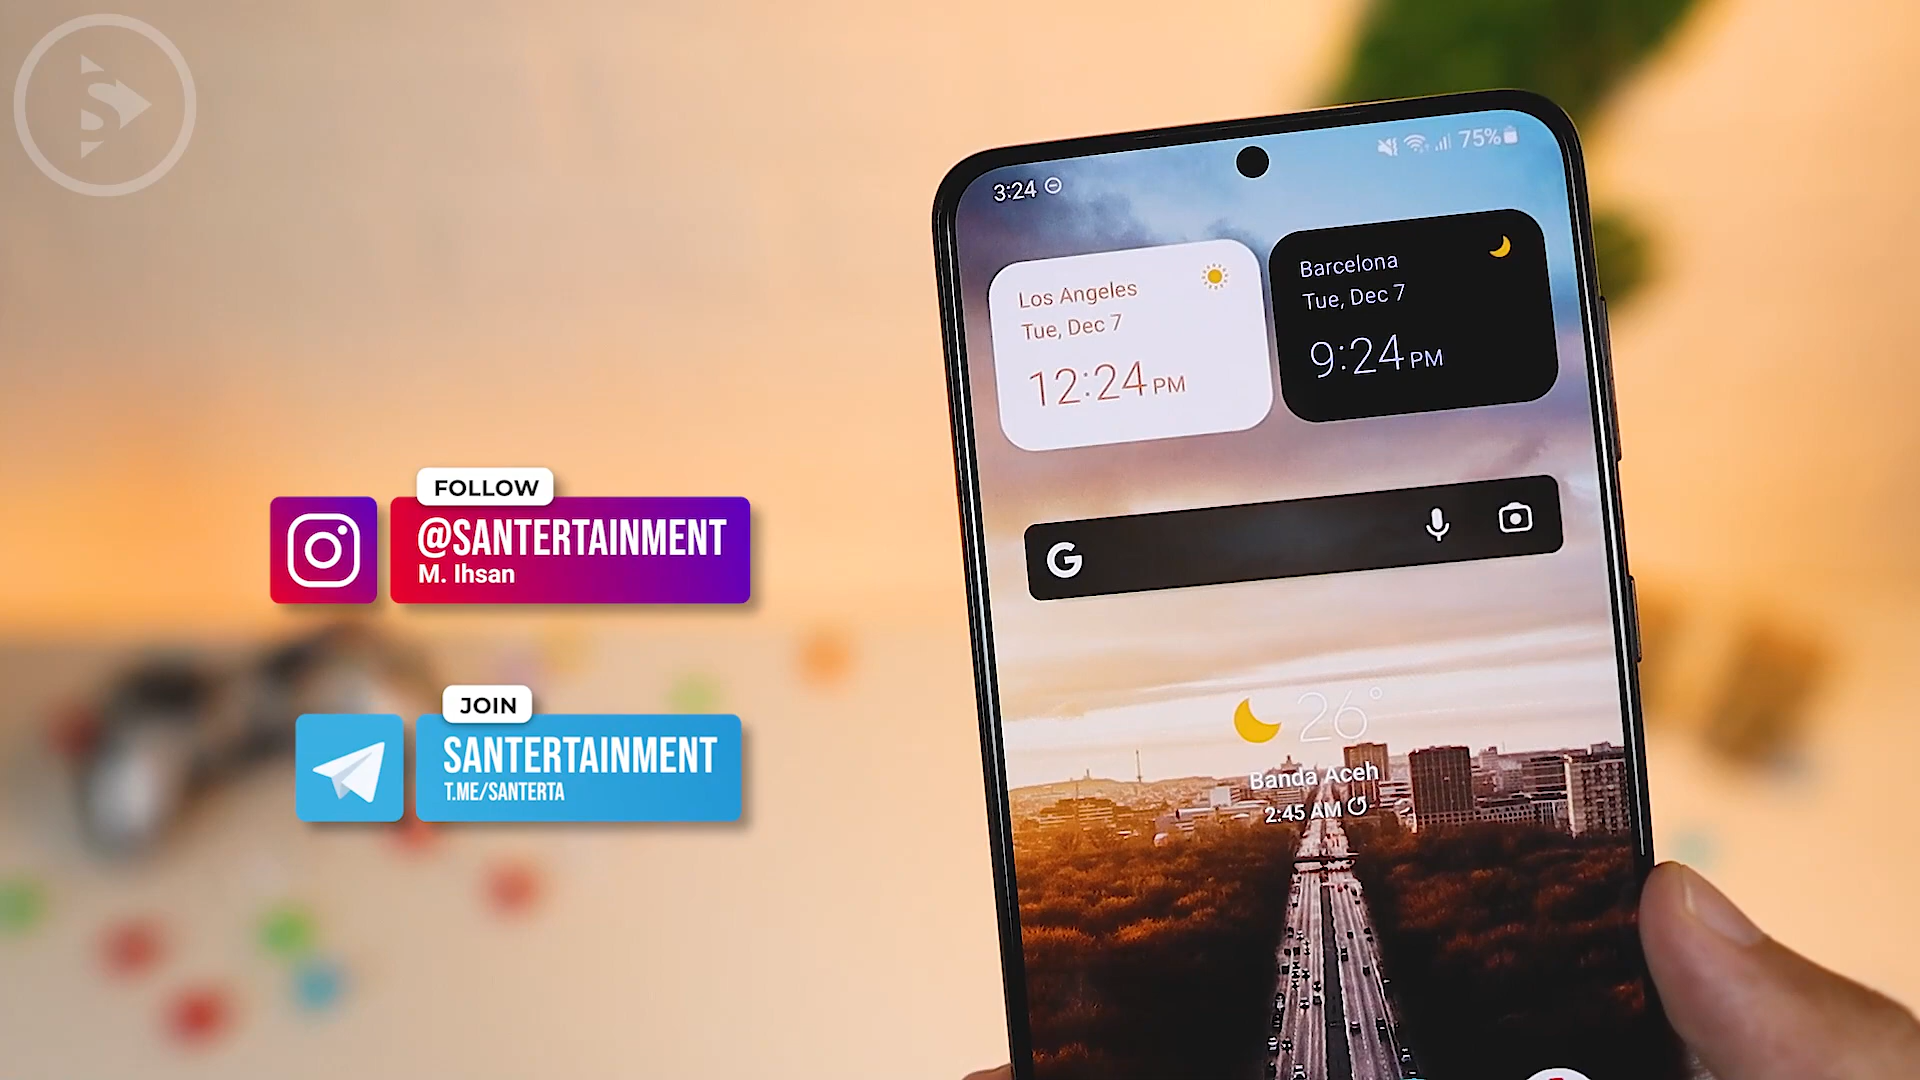 FOLLOW
@SANTERTAINMENT
M. Ihsan
JOIN
SANTERTAINMENT
T.ME/SANTERTA
3:24
75%
Los Angeles
Tue, Dec 7
12:24 PM
Barcelona
Tue, Dec 7
9:24 PM
G
26°
Banda Aceh
2:45 AM